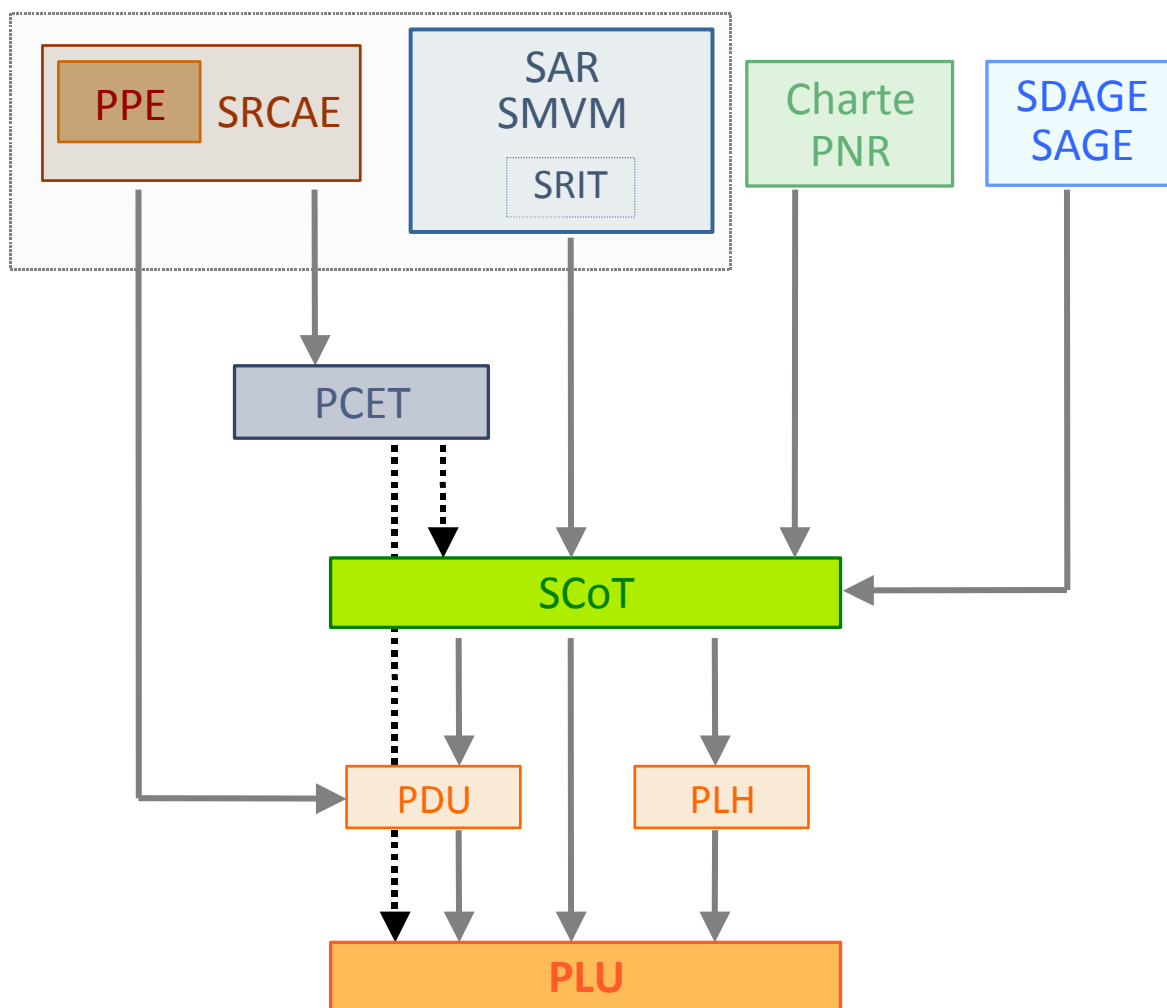 PPE
SRCAE
SAR
SMVM
SRIT
Charte
PNR
SDAGE
SAGE
PCET
SCoT
PDU
PLH
PLU